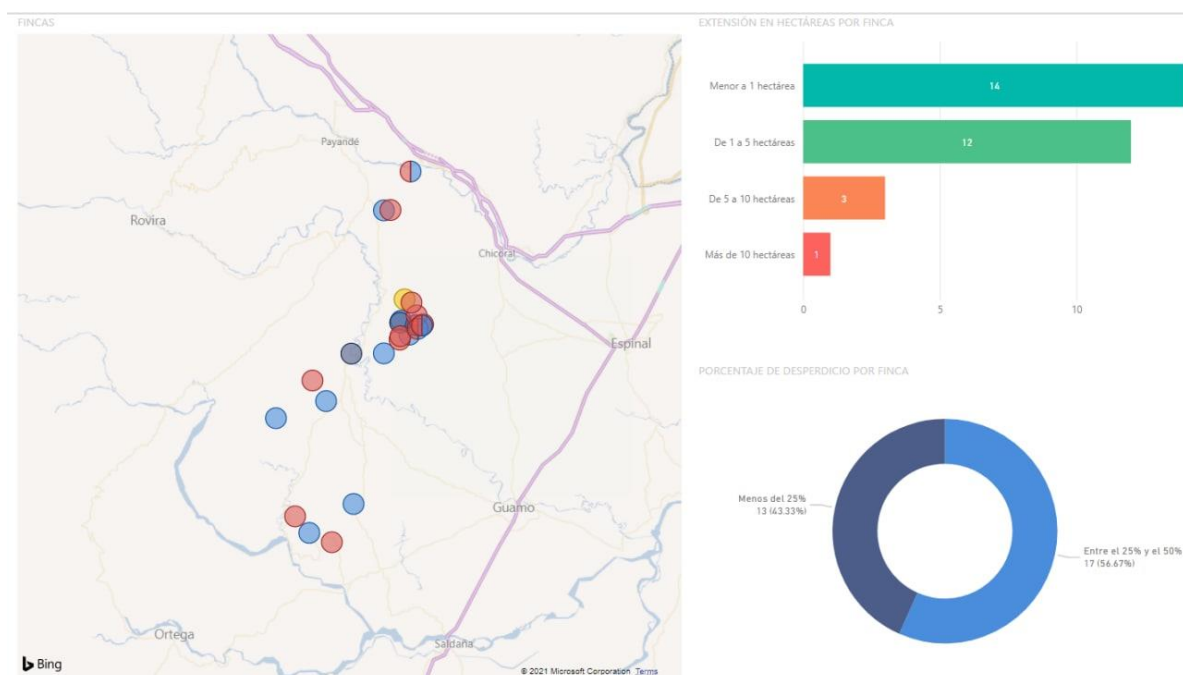 FINCAS
Payandé
Rovira
Chicoral
Espinal
Guamo
Ortega
Saldaña
Bing
© 2021 Microsoft Corporation Terms
EXTENSIÓN EN HECTÁREAS POR FINCA
Menor a 1 hectárea
14
De 1 a 5 hectáreas
12
De 5 a 10 hectáreas
3
Más de 10 hectáreas
1
0
5
10
PORCENTAJE DE DESPERDICIO POR FINCA
Menos del 25%
13 (43.33%)
Entre el 25% y el 50%
17 (56.67%)